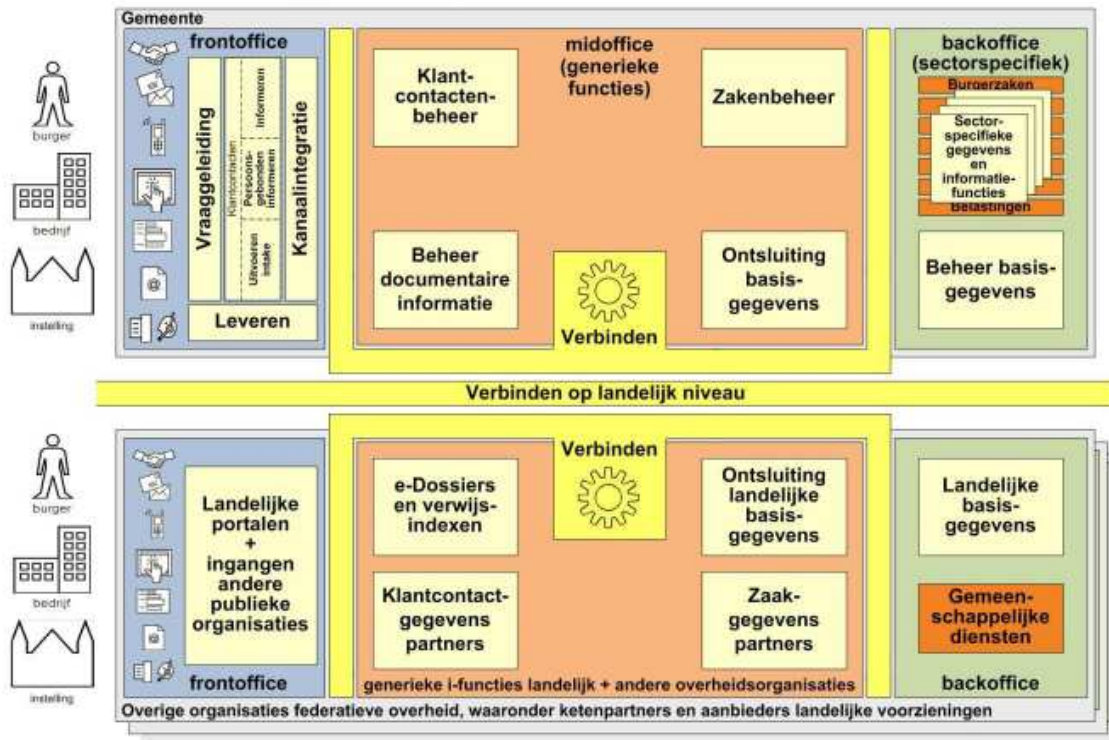 Gemeente
burger
bedrijf
instelling
frontoffice
Vraaggeleiding
Klantcontacten
Informeren
Persoons-
gebonden
informeren
Uitvoeren
intake
Kanaalintegratie
Leveren
midoffice
(generieke
functies)
Klant-
contacten-
beheer
Zakenbeheer
Beheer
documentaire
informatie
Verbinden
Ontsluiting
basis-
gegevens
backoffice
(sectorspecifiek)
Burgerzaken
Sector-
specifieke
gegevens
en
informatie-
functies
Belastingen
Beheer basis-
gegevens
Verbinden op landelijk niveau
burger
bedrijf
instelling
Landelijke
portalen
+
ingangen
andere
publieke
organisaties
frontoffice
e-Dossiers
en verwijs-
indexen
Verbinden
Ontsluiting
landelijke
basis-
gegevens
Klantcontact-
gegevens
partners
Zaak-
gegevens
partners
generieke i-functies landelijk + andere overheidsorganisaties
Landelijke
basis-
gegevens
Gemeen-
schappelijke
diensten
backoffice
Overige organisaties federatieve overheid, waaronder ketenpartners en aanbieders landelijke voorzieningen